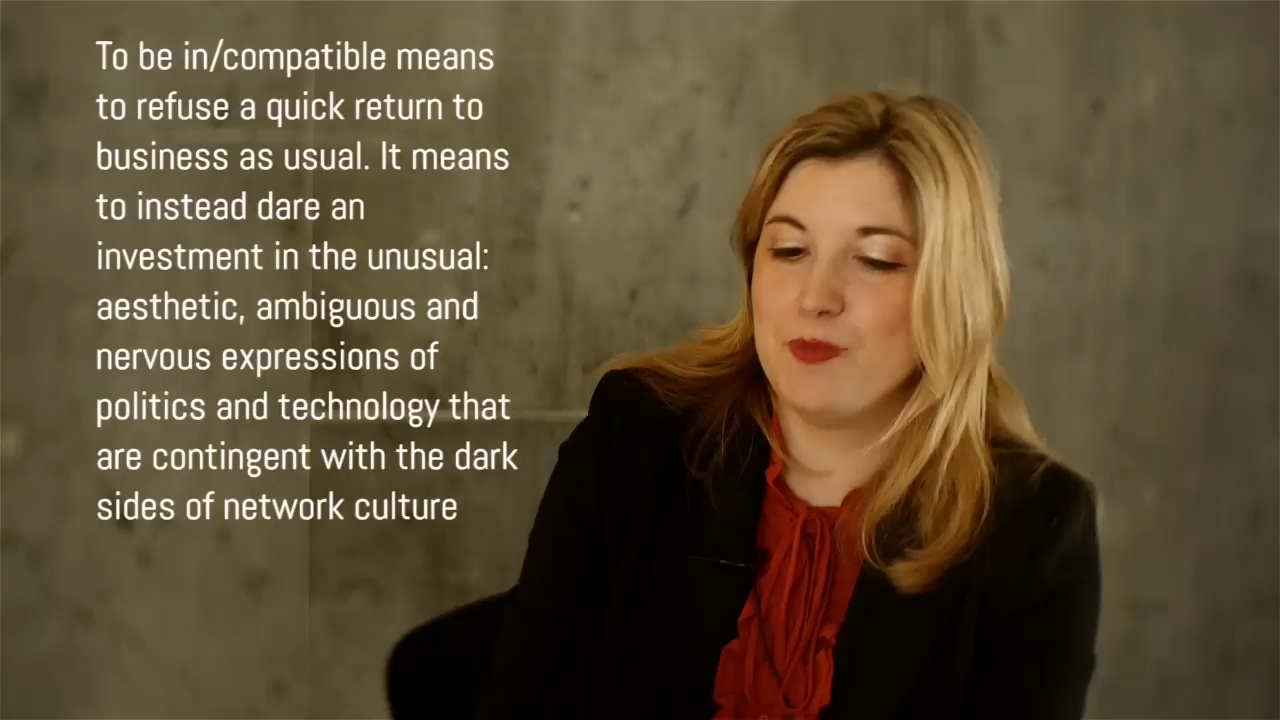 To be in/compatible means
to refuse a quick return to
business as usual. It means
to instead dare an
investment in the unusual:
aesthetic, ambiguous and
nervous expressions of
politics and technology that
are contingent with the dark
sides of network culture